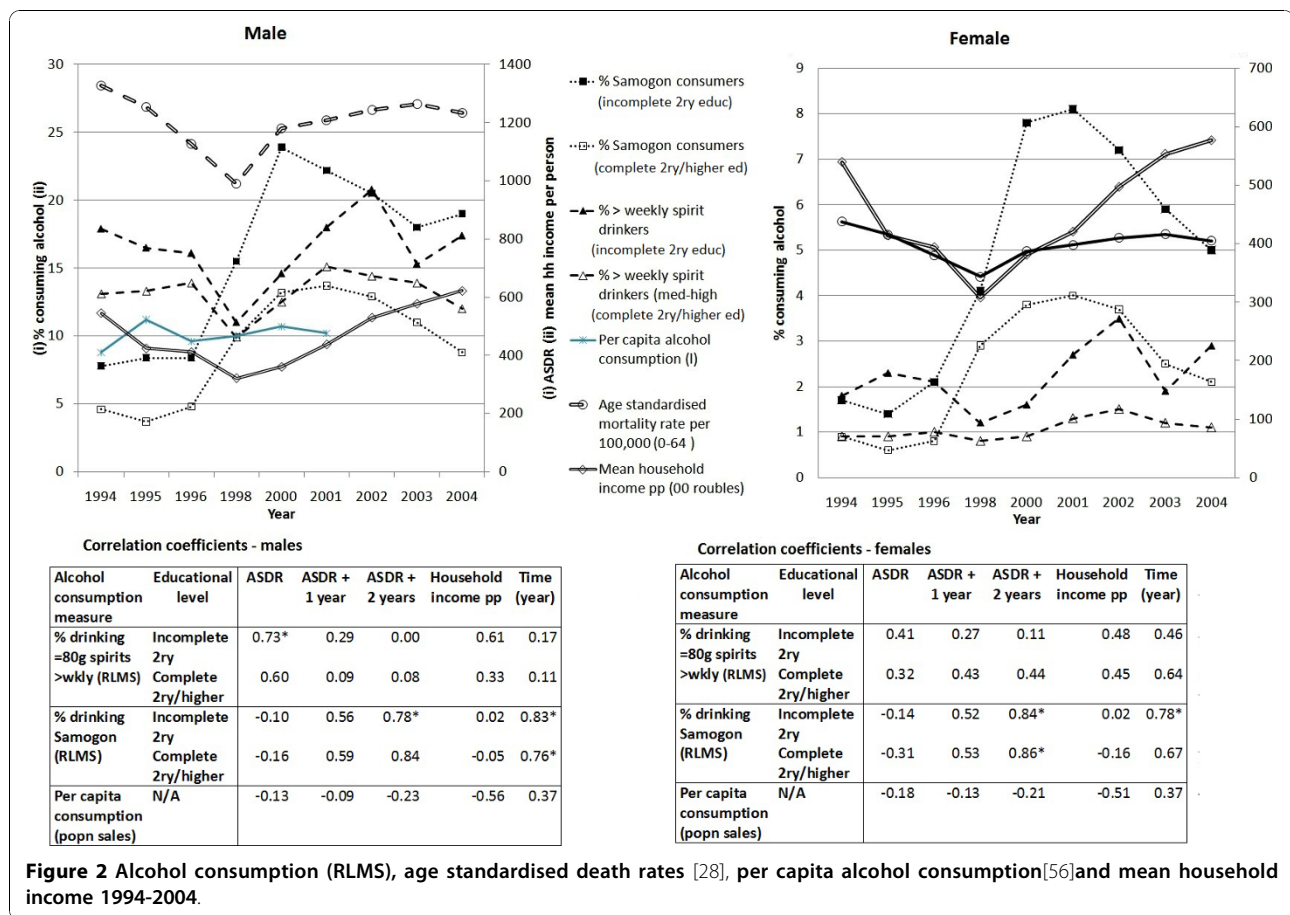 Male
30
25
20
15
10
5
0
(i)% consuming alcohol (ii)
1400
1200
1000
800
600
400
200
0
(i) ASDR (ii) mean hh income per person
1994 1995 1996 1998 2000 2001 2002 2003 2004
Year
% Samogon consumers
(incomplete 2ry educ)
% Samogon consumers
(complete 2ry/higher ed)
% > weekly spirit
drinkers
(incomplete 2ry educ)
% > weekly spirit
drinkers (med-high
(complete 2ry/higher ed)
Per capita alcohol
consumption (I)
Age standardised
mortality rate per
100,000 (0-64 )
Mean household
income pp (00 roubles)
Female
9
8
7
6
5
4
3
2
1
0
% consuming alcohol
700
600
500
400
300
200
100
0
1994 1995 1996 1998 2000 2001 2002 2003 2004
Year
Correlation coefficients - males
Alcohol Educational ASDR ASDR + ASDR + Household Time
consumption level 1 year 2 years income pp (year)
measure
% drinking Incomplete 0.73* 0.29 0.00 0.61 0.17
=80g spirits 2ry
>wkly (RLMS) Complete 0.60 0.09 0.08 0.33 0.11
2ry/higher
% drinking Incomplete -0.10 0.56 0.78* 0.02 0.83*
Samogon 2ry
(RLMS) Complete -0.16 0.59 0.84 -0.05 0.76*
2ry/higher
Per capita N/A -0.13 -0.09 -0.23 -0.56 0.37
consumption
(popn sales)
Correlation coefficients - females
Alcohol Educational ASDR ASDR + ASDR + Household Time
consumption level 1 year 2 years income pp (year)
measure
% drinking Incomplete 0.41 0.27 0.11 0.48 0.46
=80g spirits 2ry
>wkly (RLMS) Complete 0.32 0.43 0.44 0.45 0.64
2ry/higher
% drinking Incomplete -0.14 0.52 0.84* 0.02 0.78*
Samogon 2ry
(RLMS) Complete -0.31 0.53 0.86* -0.16 0.67
2ry/higher
Per capita N/A -0.18 -0.13 -0.21 -0.51 0.37
consumption
(popn sales)
Figure 2 Alcohol consumption (RLMS), age standardised death rates [28], per capita alcohol consumption[56]and mean household
income 1994-2004.